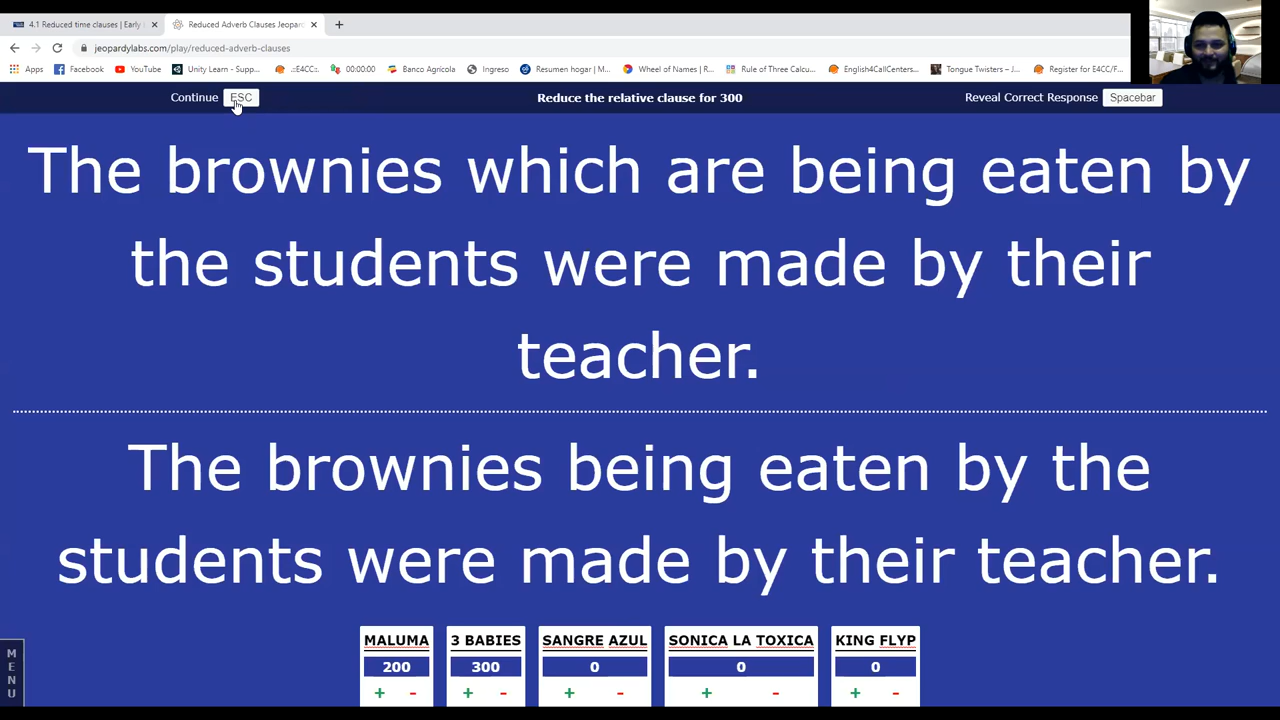 4.1 Reduced time clauses | Early
Reduced Adverb Clauses Jeopar
jeopardylabs.com/play/reduced-adverb-clauses
Apps Facebook YouTube Unity Learn - Supp... .:E4CC:. 00:00:00 Banco Agrícola Ingreso Resumen hogar | M... Wheel of Names | R... Rule of Three Calcu... English4CallCenters... Tongue Twisters – J... Register for E4CC/F...
Continue ESC Reduce the relative clause for 300 Reveal Correct Response Spacebar
The brownies which are being eaten by
the students were made by their
teacher.
The brownies being eaten by the
students were made by their teacher.
MALUMA 3 BABIES SANGRE AZUL SONICA LA TOXICA KING FLYP
200 300 0 0 0
+ - + - + - + - + -
MENU